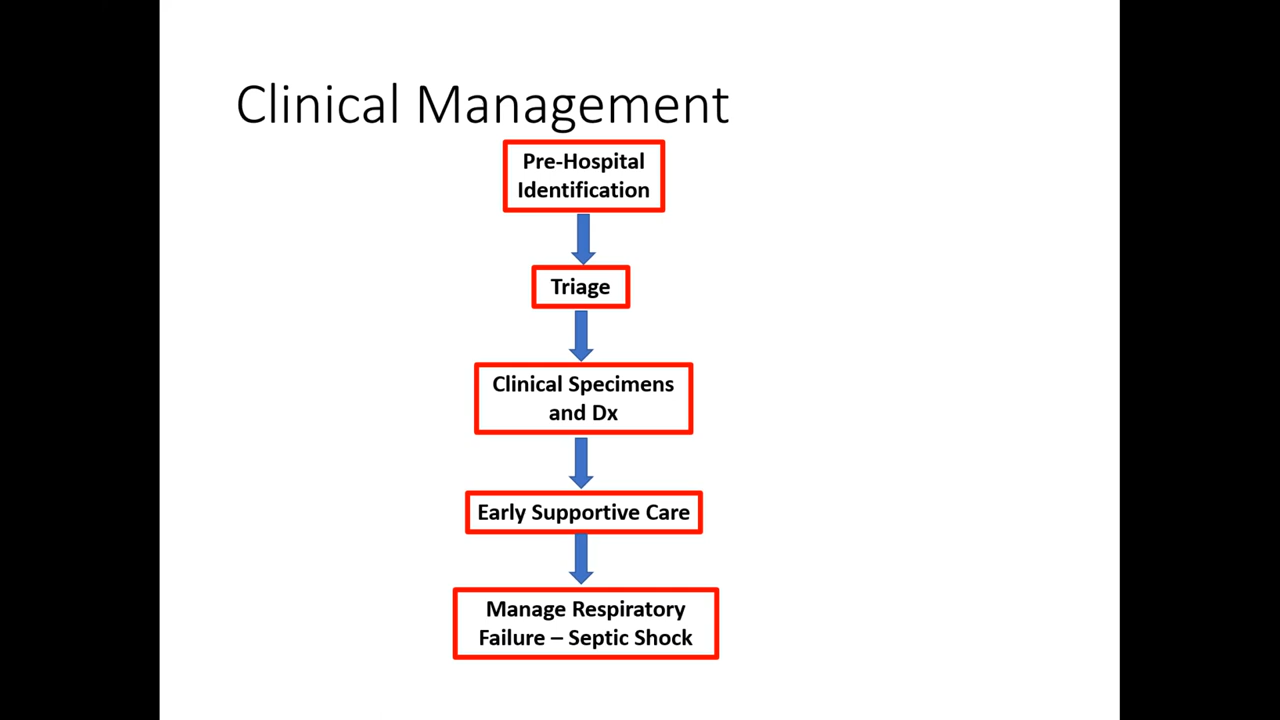 Clinical Management
Pre-Hospital
Identification
Triage
Clinical Specimens
and Dx
Early Supportive Care
Manage Respiratory
Failure – Septic Shock